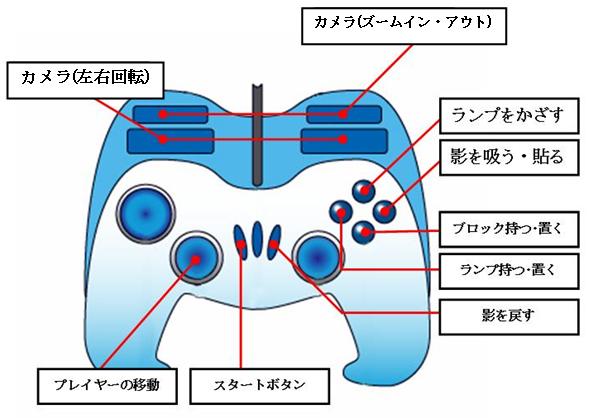 カメラ(ズームイン・アウト)
カメラ(左右回転)
ランプをかざす
影を吸う・貼る
ブロック持つ・置く
ランプ持つ・置く
影を戻す
プレイヤーの移動
スタートボタン